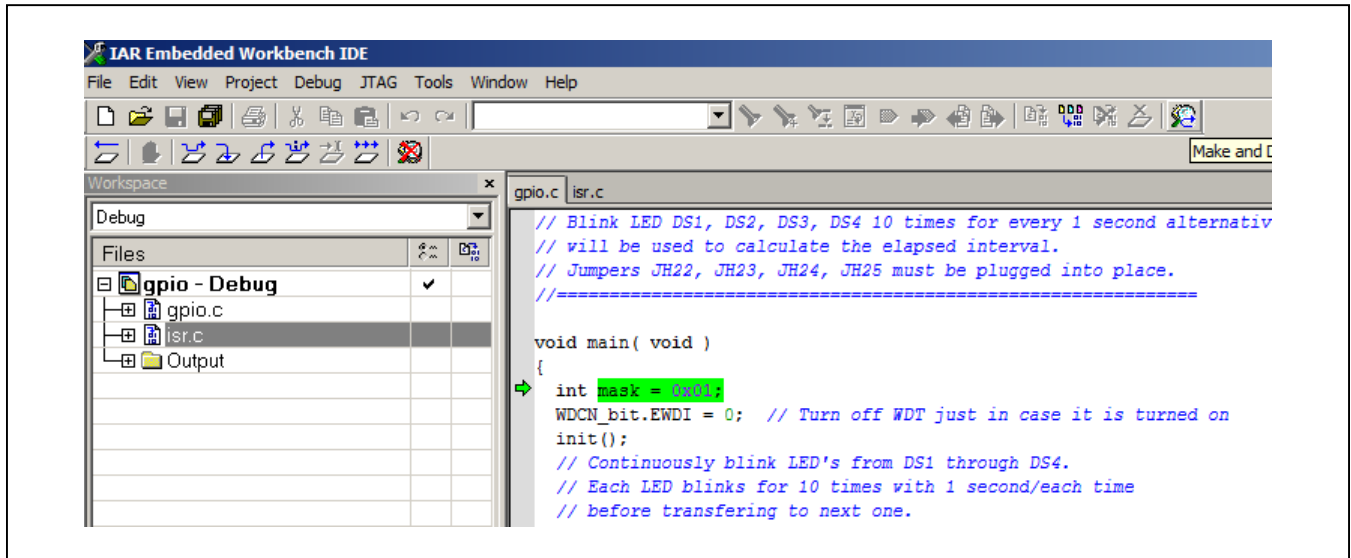 IAR Embedded Workbench IDE
File Edit View Project Debug JTAG Tools Window Help
Make and D
Workspace
Debug
Files
gpio - Debug
gpio.c
isr.c
Output
gpio.c isr.c
// Blink LED DS1, DS2, DS3, DS4 10 times for every 1 second alternativ
// will be used to calculate the elapsed interval.
// Jumpers JH22, JH23, JH24, JH25 must be plugged into place.
//=============================================================
void main( void )
{
int mask = 0x01;
WDCN_bit.EWDI = 0; // Turn off WDT just in case it is turned on
init();
// Continuously blink LED's from DS1 through DS4.
// Each LED blinks for 10 times with 1 second/each time
// before transfering to next one.